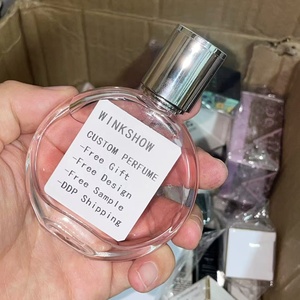 WINKSHOW
CUSTOM PERFUME
-Free Gift
-Free Design
-Free Sample
-DDP Shipping